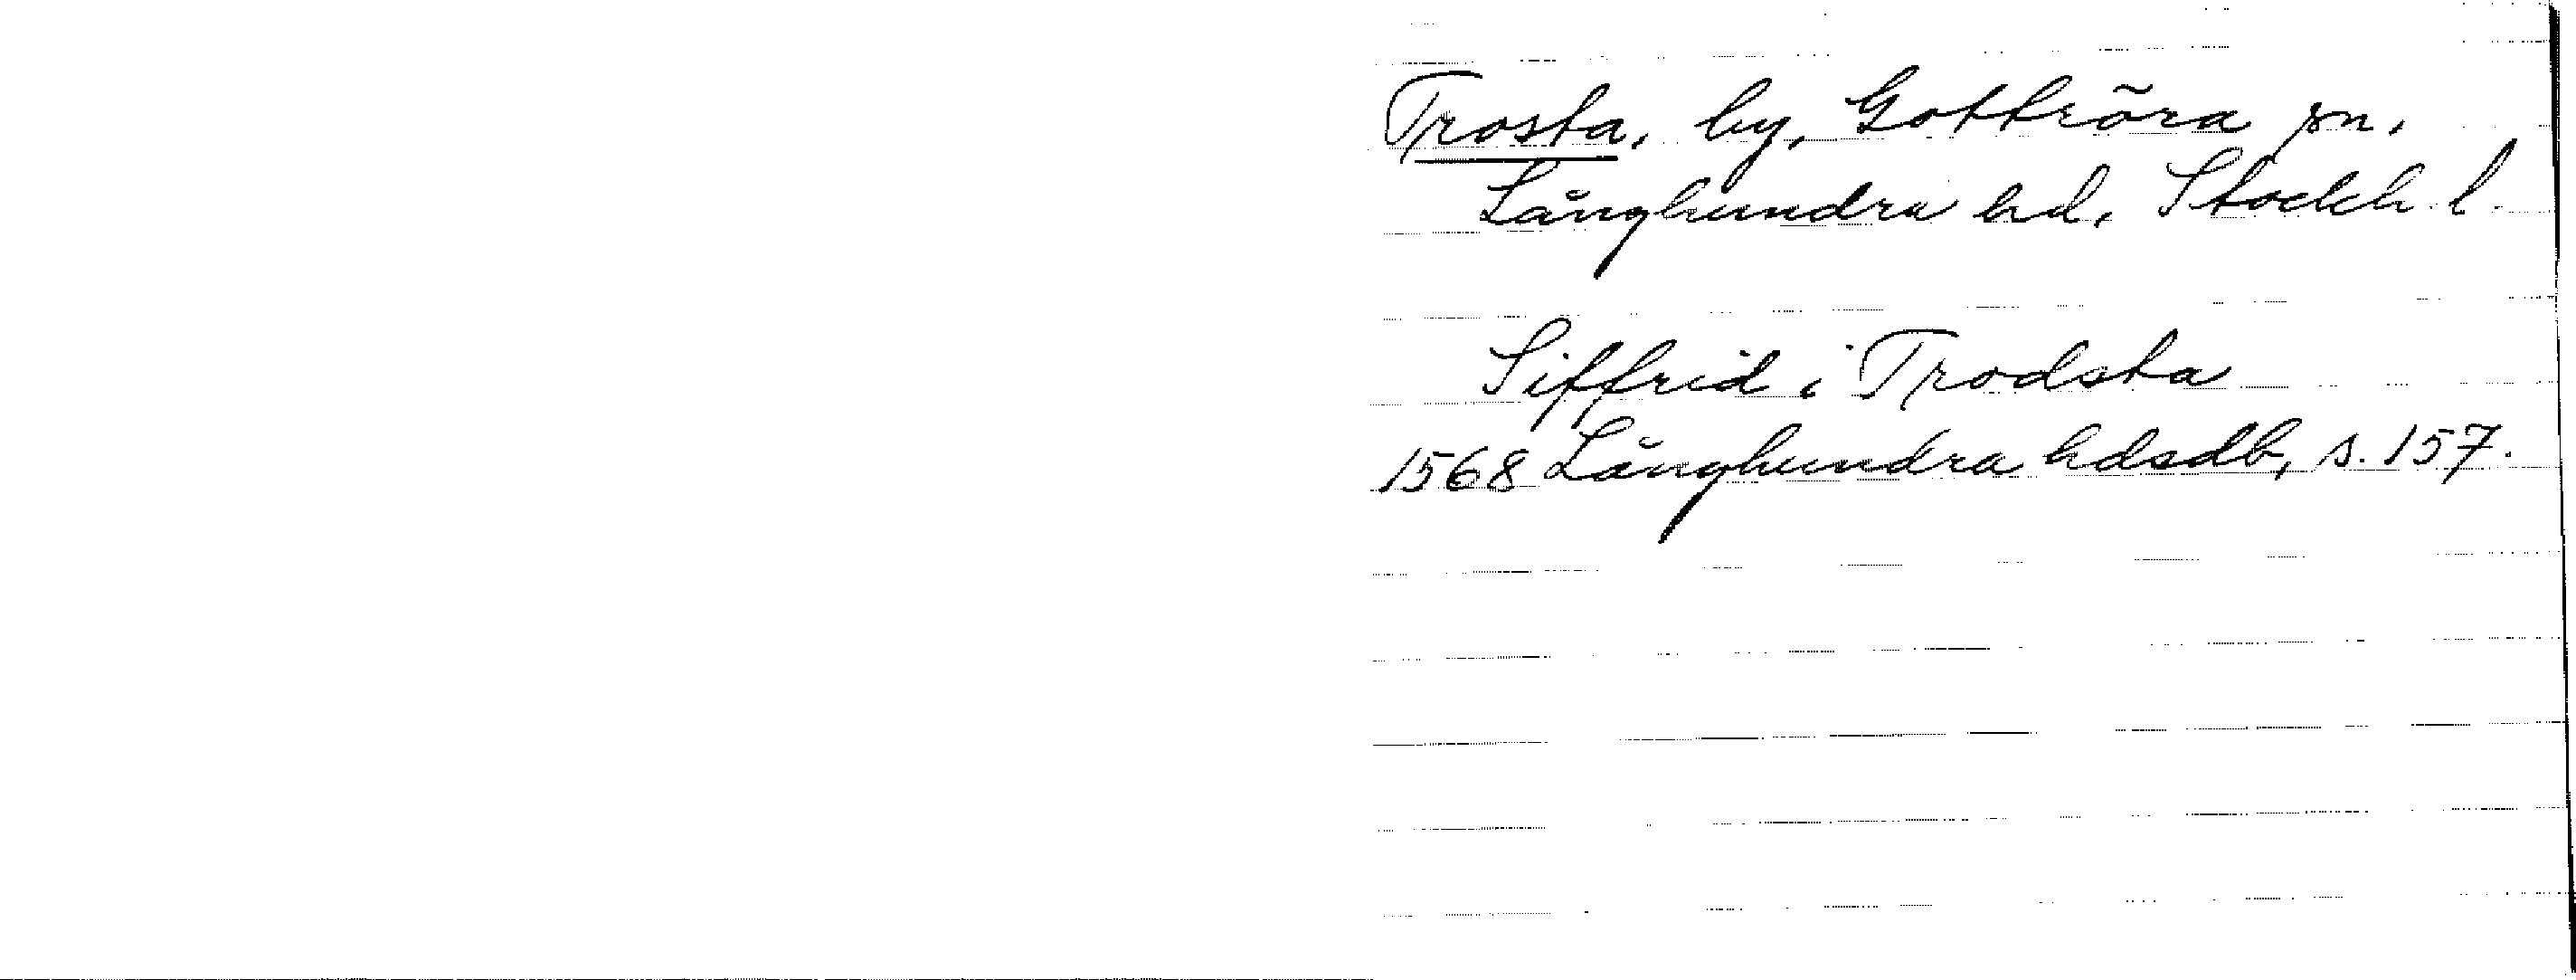 Trosta, by, Gottröra sn,
Långhundra hd, Stockh. l.
Siffrid i Trodsta
1568 Långhundra hdsdb, s. 157.